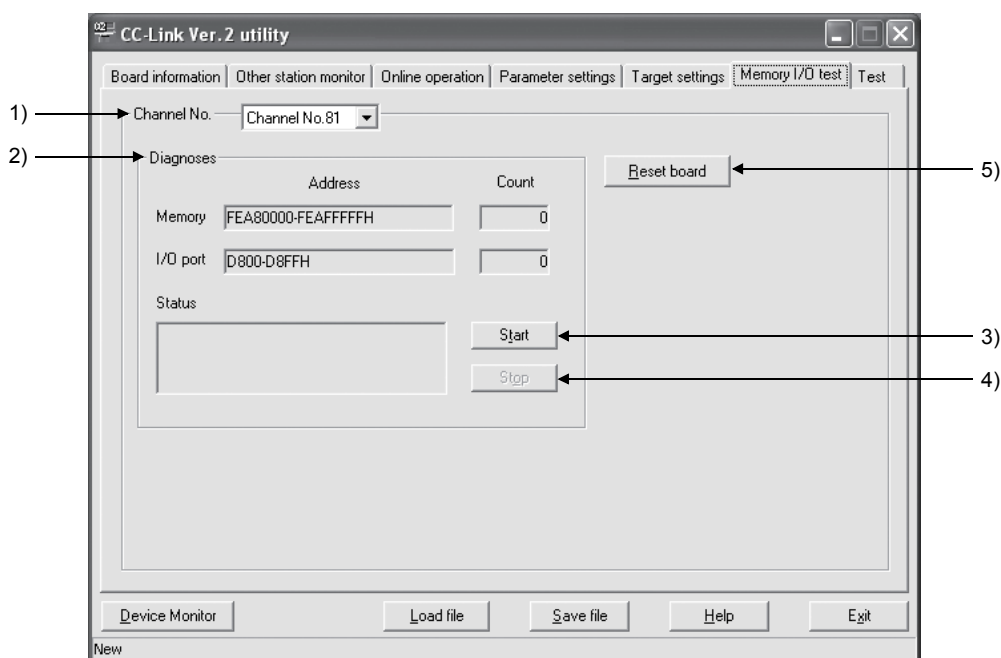 CC-Link Ver.2 utility
Board information Other station monitor Online operation Parameter settings Target settings Memory I/O test Test
1) Channel No. Channel No.81
2) Diagnoses
Reset board 5)
Address Count
Memory FEA80000-FEAFFFFFH 0
I/O port D800-D8FFH 0
Status
Start 3)
Stop 4)
Device Monitor Load file Save file Help Exit
New